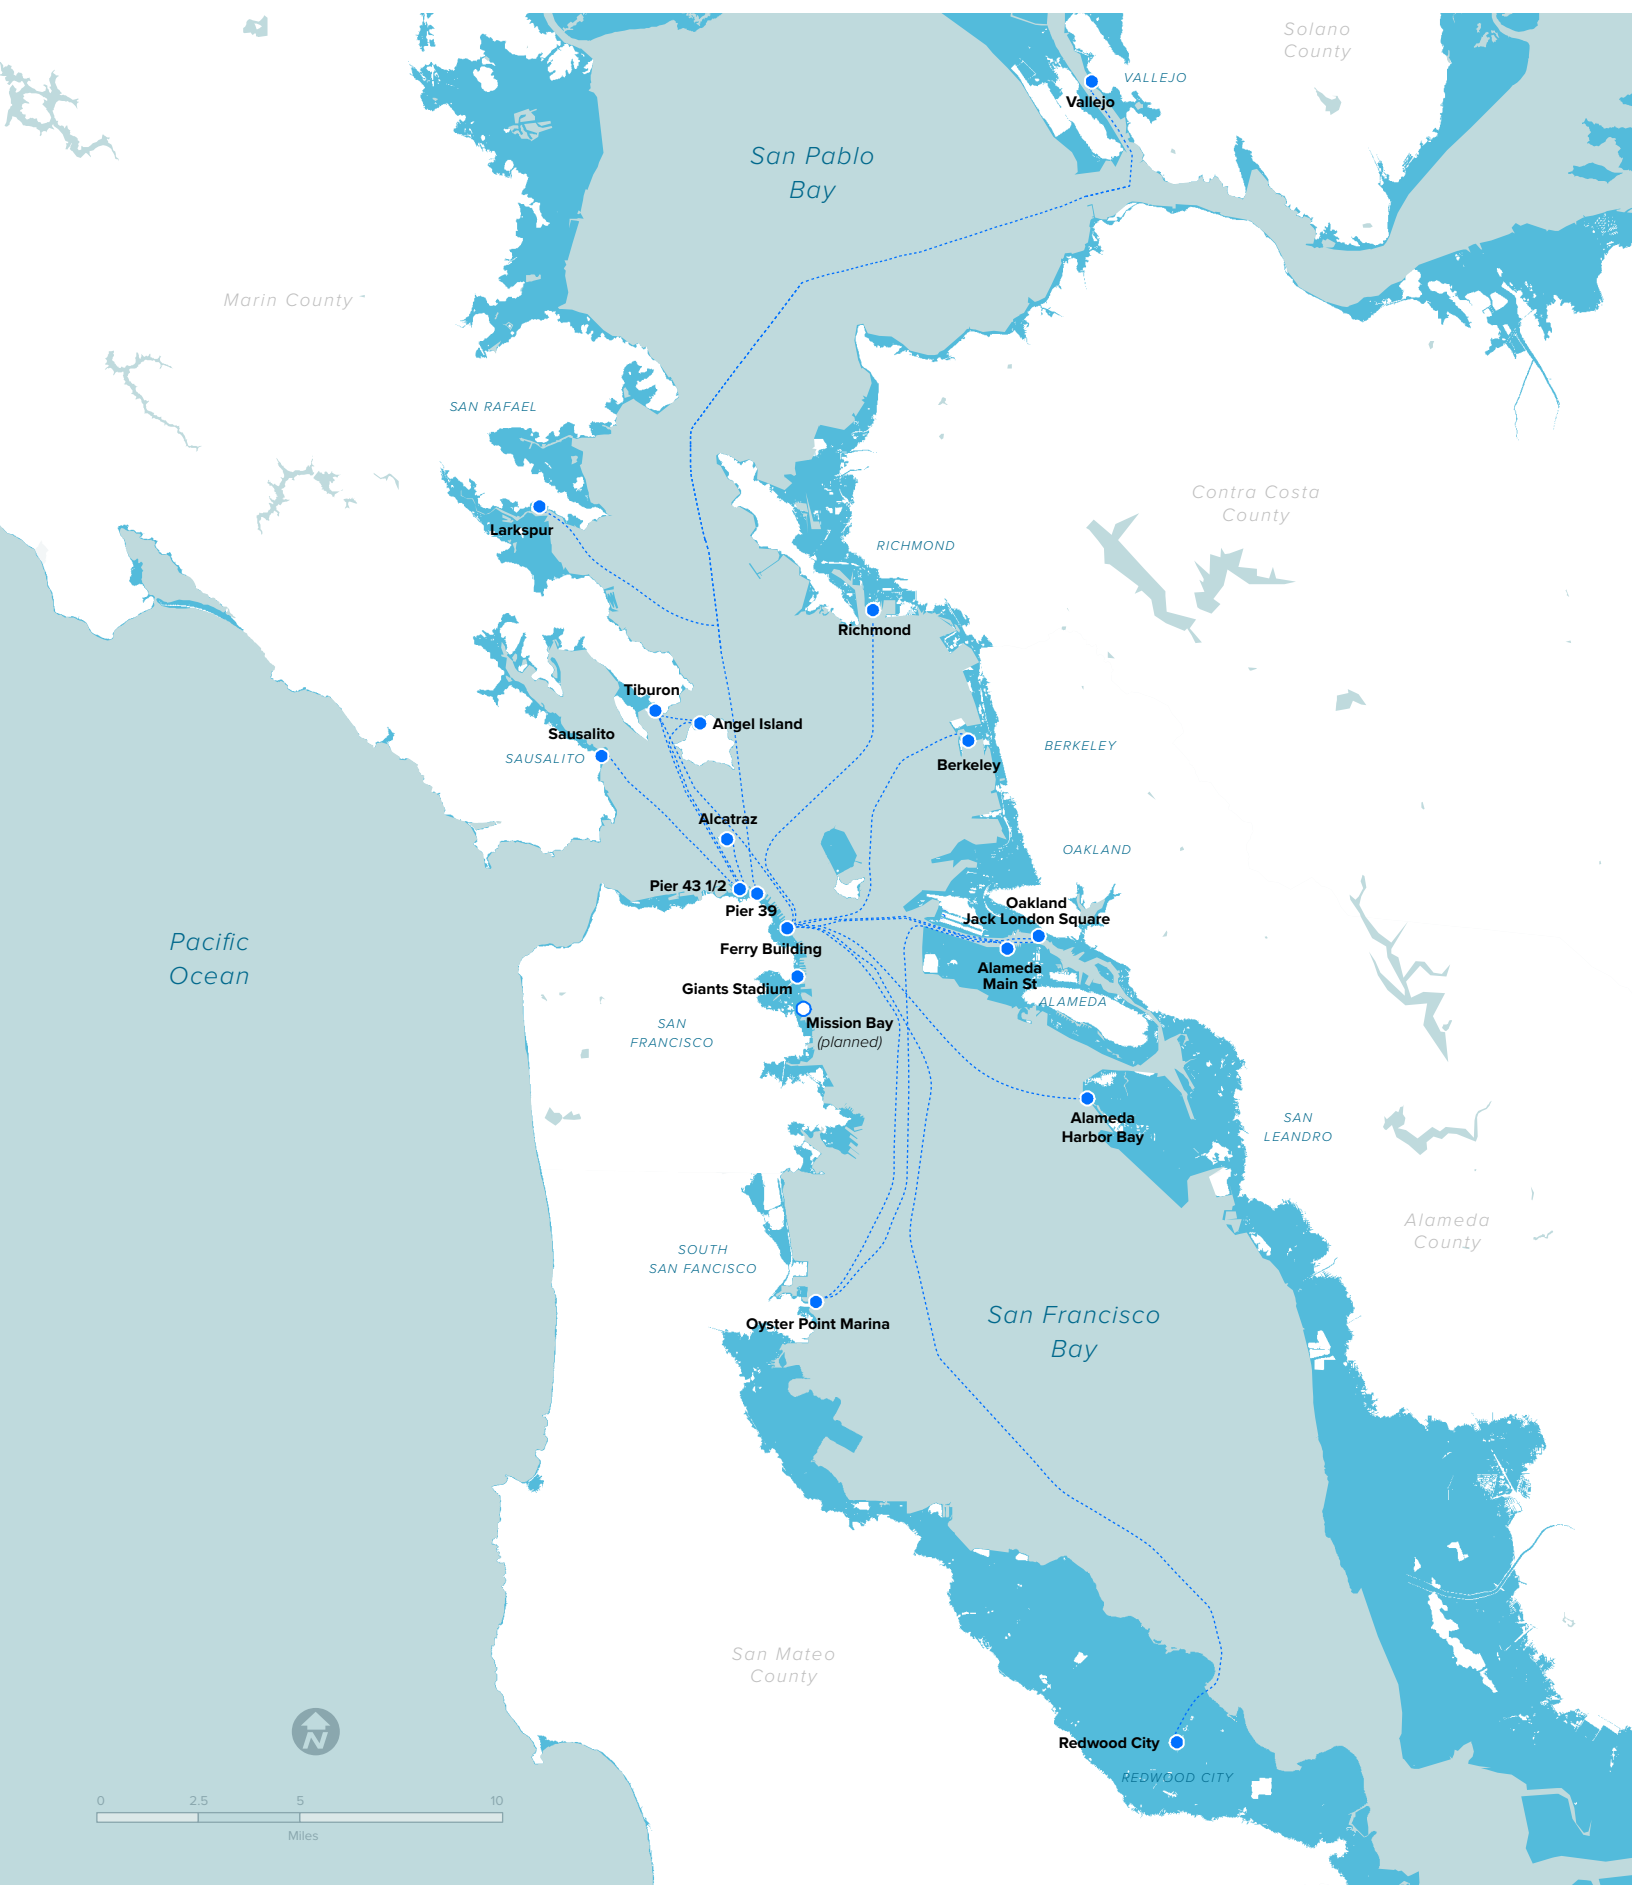 Solano
County
VALLEJO
Vallejo
San Pablo
Bay
Marin County
SAN RAFAEL
Contra Costa
County
Larkspur
RICHMOND
Richmond
Tiburon
Angel Island
Sausalito
SAUSALITO
BERKELEY
Berkeley
Alcatraz
OAKLAND
Pier 43 1/2
Pier 39
Oakland
Jack London Square
Pacific
Ocean
Ferry Building
Alameda
Main St
Giants Stadium
ALAMEDA
Mission Bay
(planned)
SAN
FRANCISCO
Alameda
Harbor Bay
SAN
LEANDRO
Alameda
County
SOUTH
SAN FANCISCO
Oyster Point Marina
San Francisco
Bay
San Mateo
County
N
Redwood City
REDWOOD CITY
0 2.5 5 10
Miles